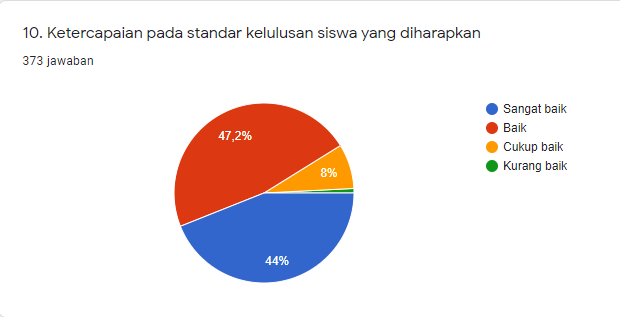 10. Ketercapaian pada standar kelulusan siswa yang diharapkan
373 jawaban
47,2%
8%
44%
Sangat baik
Baik
Cukup baik
Kurang baik